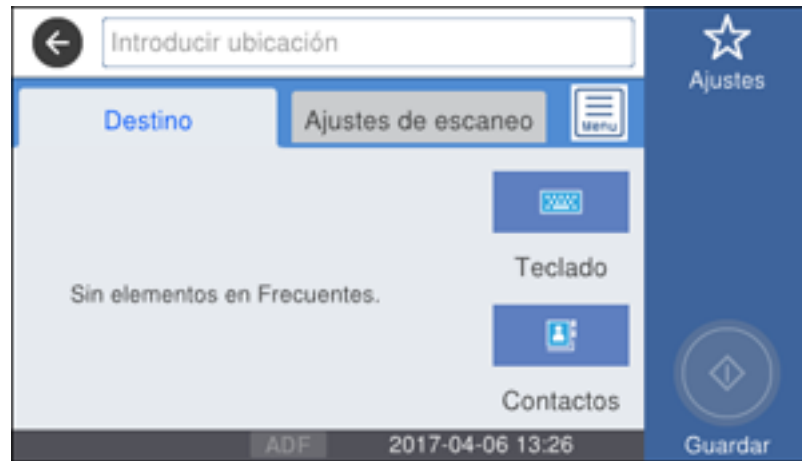 Introducir ubicación
Ajustes
Destino
Ajustes de escaneo
Menu
Teclado
Sin elementos en Frecuentes.
Contactos
ADF 2017-04-06 13:26
Guardar